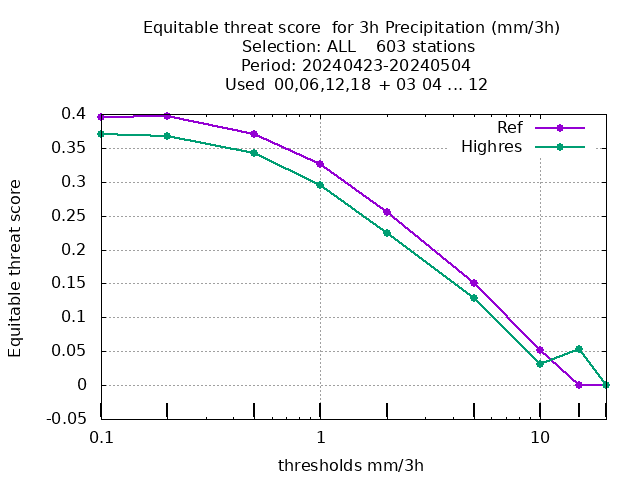 Equitable threat score  for 3h Precipitation (mm/3h)
Selection: ALL    603 stations
Period: 20240423-20240504
Used  00,06,12,18  + 03 04 ... 12
Ref
Highres
0.4
0.35
0.3
0.25
0.2
0.15
0.1
0.05
0
-0.05
Equitable threat score
0.1
1
10
thresholds mm/3h